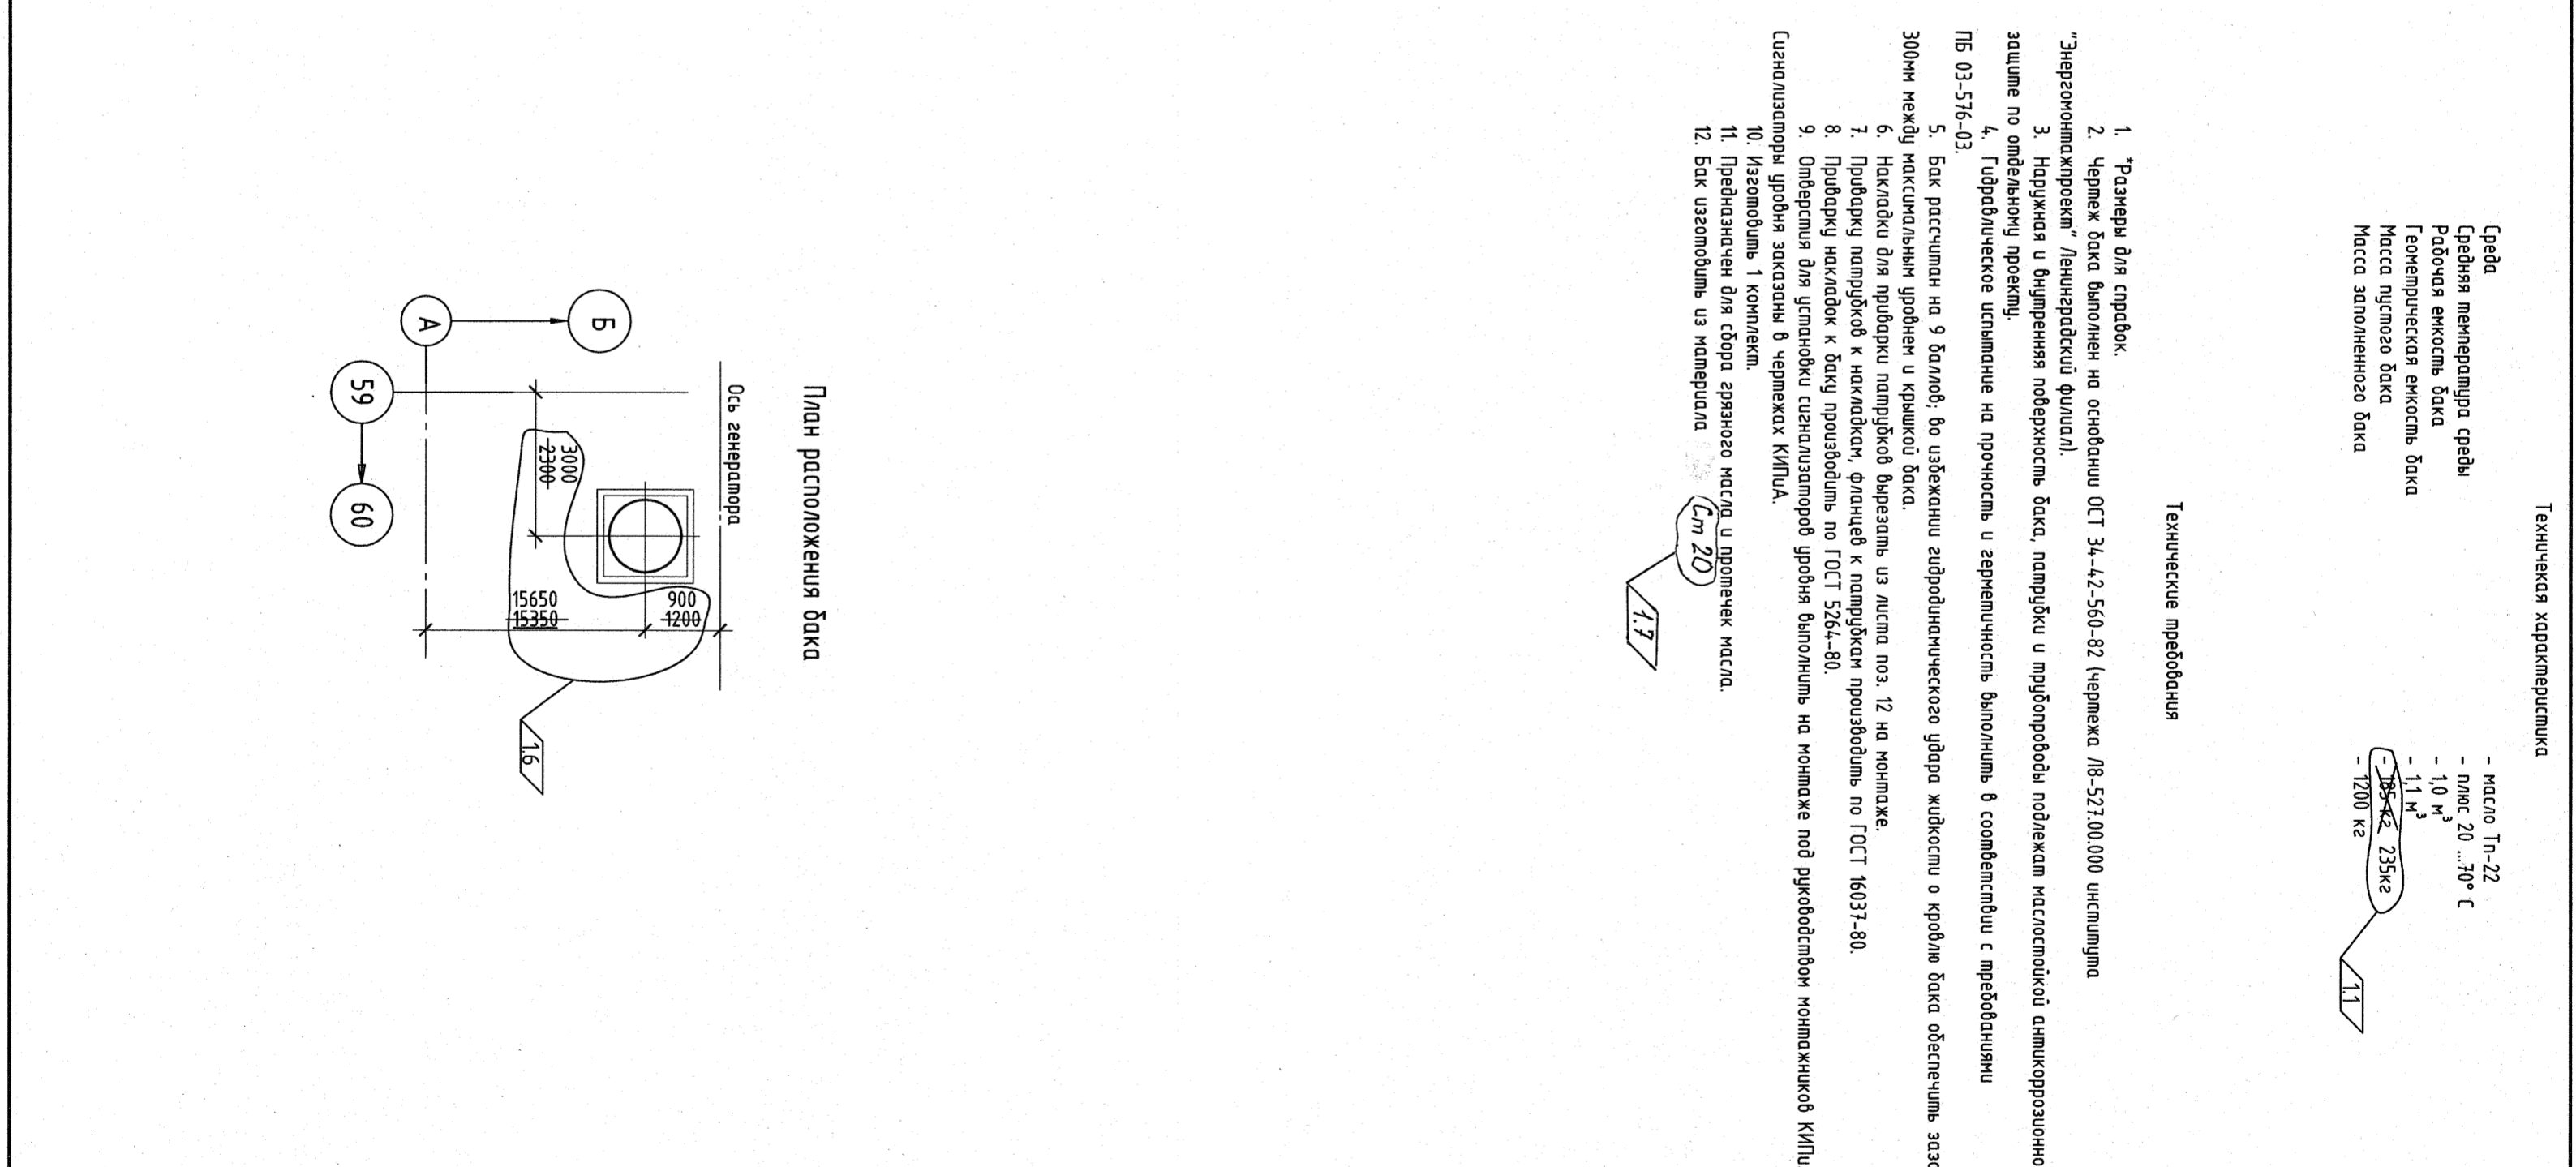 Техничекая характеристика
Среда - масло Тп-22
Средняя температура среды - плюс 20 ...70° С
Рабочая емкость бака - 1,0 м³
Геометрическая емкость бака - 1,1 м³
Масса пустого бака - 185 кг 235кг
Масса заполненного бака - 1200 кг
1.1
Технические требования
1. *Размеры для справок.
2. Чертеж бака выполнен на основании ОСТ 34-42-560-82 (чертежа Л8-527.00.000 института
"Энергомонтажпроект" Ленинградский филиал).
3. Наружная и внутренняя поверхность бака, патрубки и трубопроводы подлежат маслостойкой антикоррозионно
защите по отдельному проекту.
4. Гидравлическое испытание на прочность и герметичность выполнить в соответствии с требованиями
ПБ 03-576-03.
5. Бак рассчитан на 9 баллов; во избежании гидродинамического удара жидкости о кровлю бака обеспечить зазо
300мм между максимальным уровнем и крышкой бака.
6. Накладки для приварки патрубков вырезать из листа поз. 12 на монтаже.
7. Приварку патрубков к накладкам, фланцев к патрубкам производить по ГОСТ 16037-80.
8. Приварку накладок к баку производить по ГОСТ 5264-80.
9. Отверстия для установки сигнализаторов уровня выполнить на монтаже под руководством монтажников КИПи
Сигнализаторы уровня заказаны в чертежах КИПиА.
10. Изготовить 1 комплект.
11. Предназначен для сбора грязного масла и протечек масла.
12. Бак изготовить из материала Ст 20
1.7
План расположения бака
Ось генератора
Б
А
3000
2300
900
1200
15650
15350
59
60
1.6